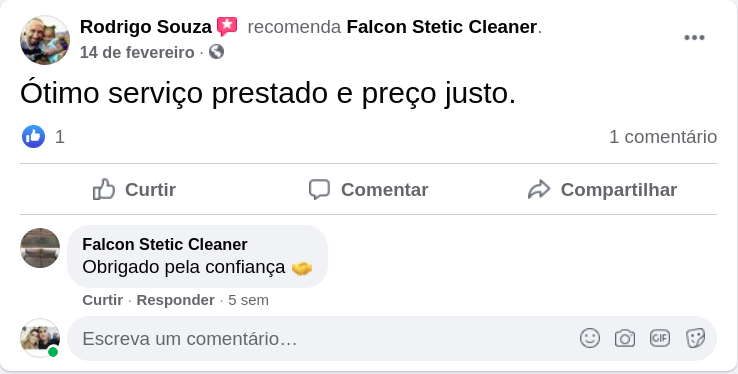 Rodrigo Souza recomenda Falcon Stetic Cleaner.
14 de fevereiro ·
Ótimo serviço prestado e preço justo.
1 1 comentário
Curtir Comentar Compartilhar
Falcon Stetic Cleaner
Obrigado pela confiança 🤝
Curtir · Responder · 5 sem
Escreva um comentário… GIF